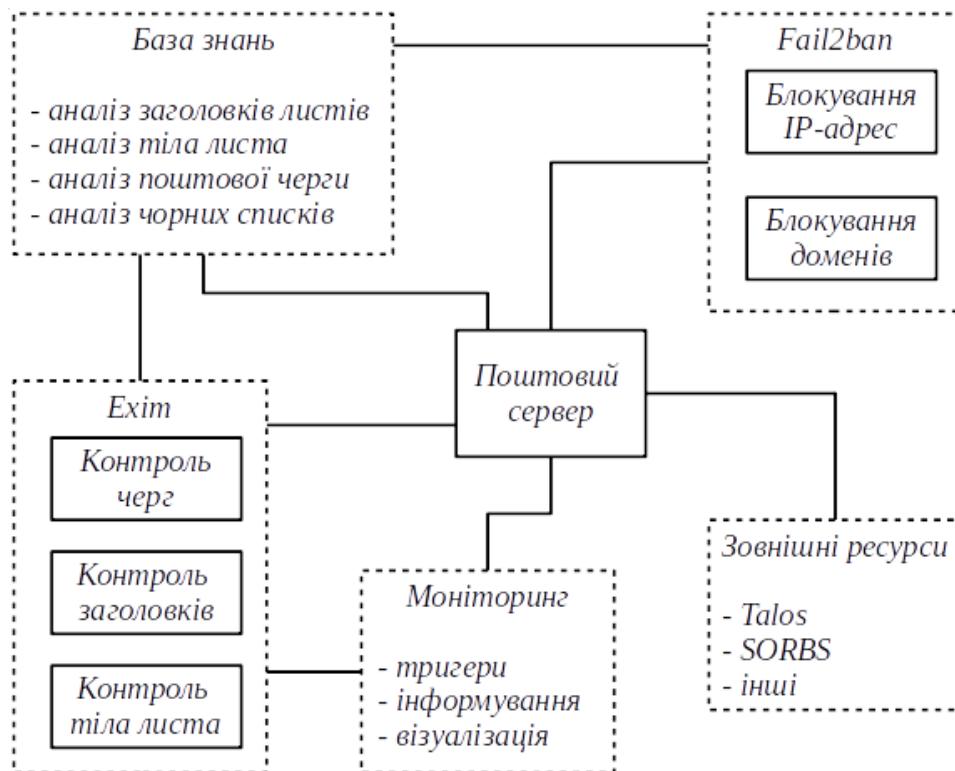 База знань
- аналіз заголовків листів
- аналіз тіла листа
- аналіз поштової черги
- аналіз чорних списків
Fail2ban
Блокування
IP-адрес
Блокування
доменів
Поштовий
сервер
Exim
Контроль
черг
Контроль
заголовків
Контроль
тіла листа
Моніторинг
- тригери
- інформування
- візуалізація
Зовнішні ресурси
- Talos
- SORBS
- інші